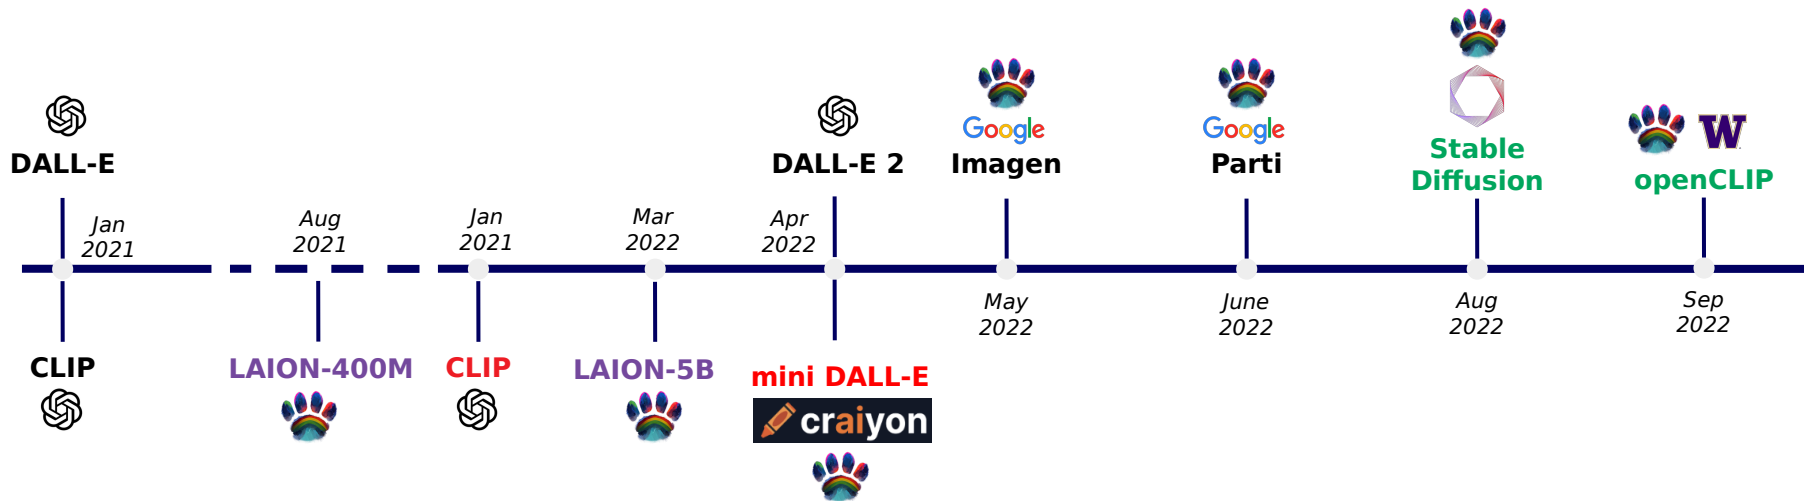 DALL-E
Jan
2021
CLIP
Aug
2021
LAION-400M
Jan
2021
CLIP
Mar
2022
LAION-5B
DALL-E 2
Apr
2022
mini DALL-E
craiyon
Google
Imagen
May
2022
Google
Parti
June
2022
Stable
Diffusion
Aug
2022
W
openCLIP
Sep
2022